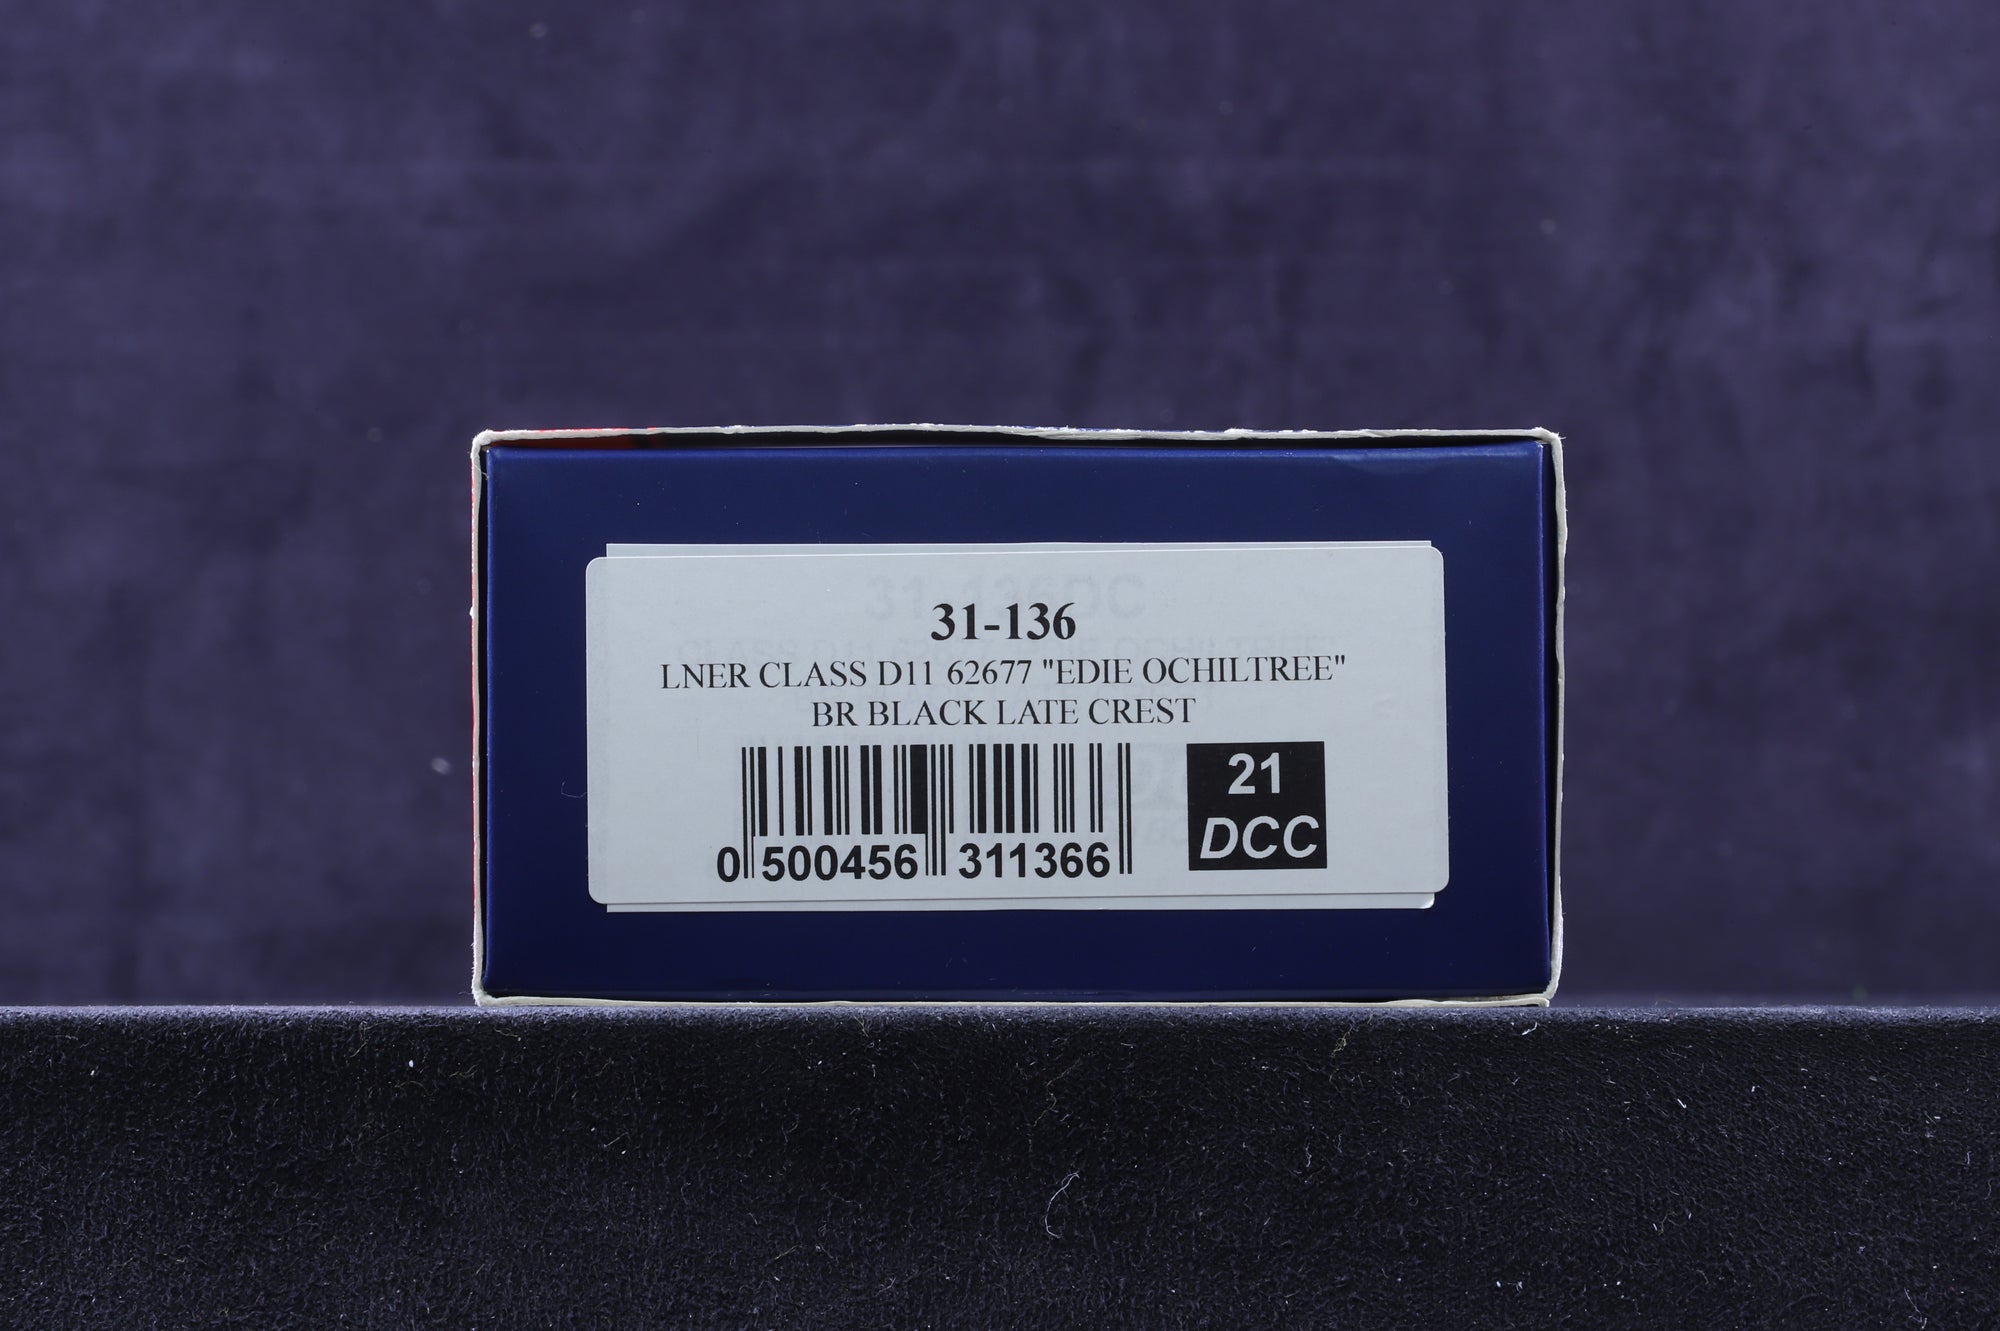 31-136
LNER CLASS D11 62677 "EDIE OCHILTREE"
BR BLACK LATE CREST
21
DCC
0 500456 311366